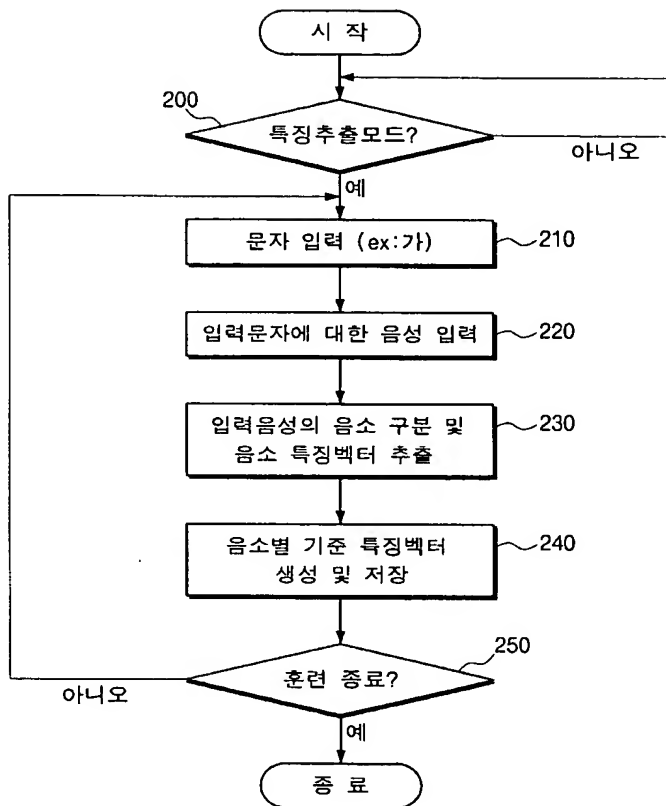 시 작
200
특징추출모드?
아니오
예
문자 입력 (ex:가)
210
입력문자에 대한 음성 입력
220
입력음성의 음소 구분 및
음소 특징벡터 추출
230
음소별 기준 특징벡터
생성 및 저장
240
250
훈련 종료?
아니오
예
종 료